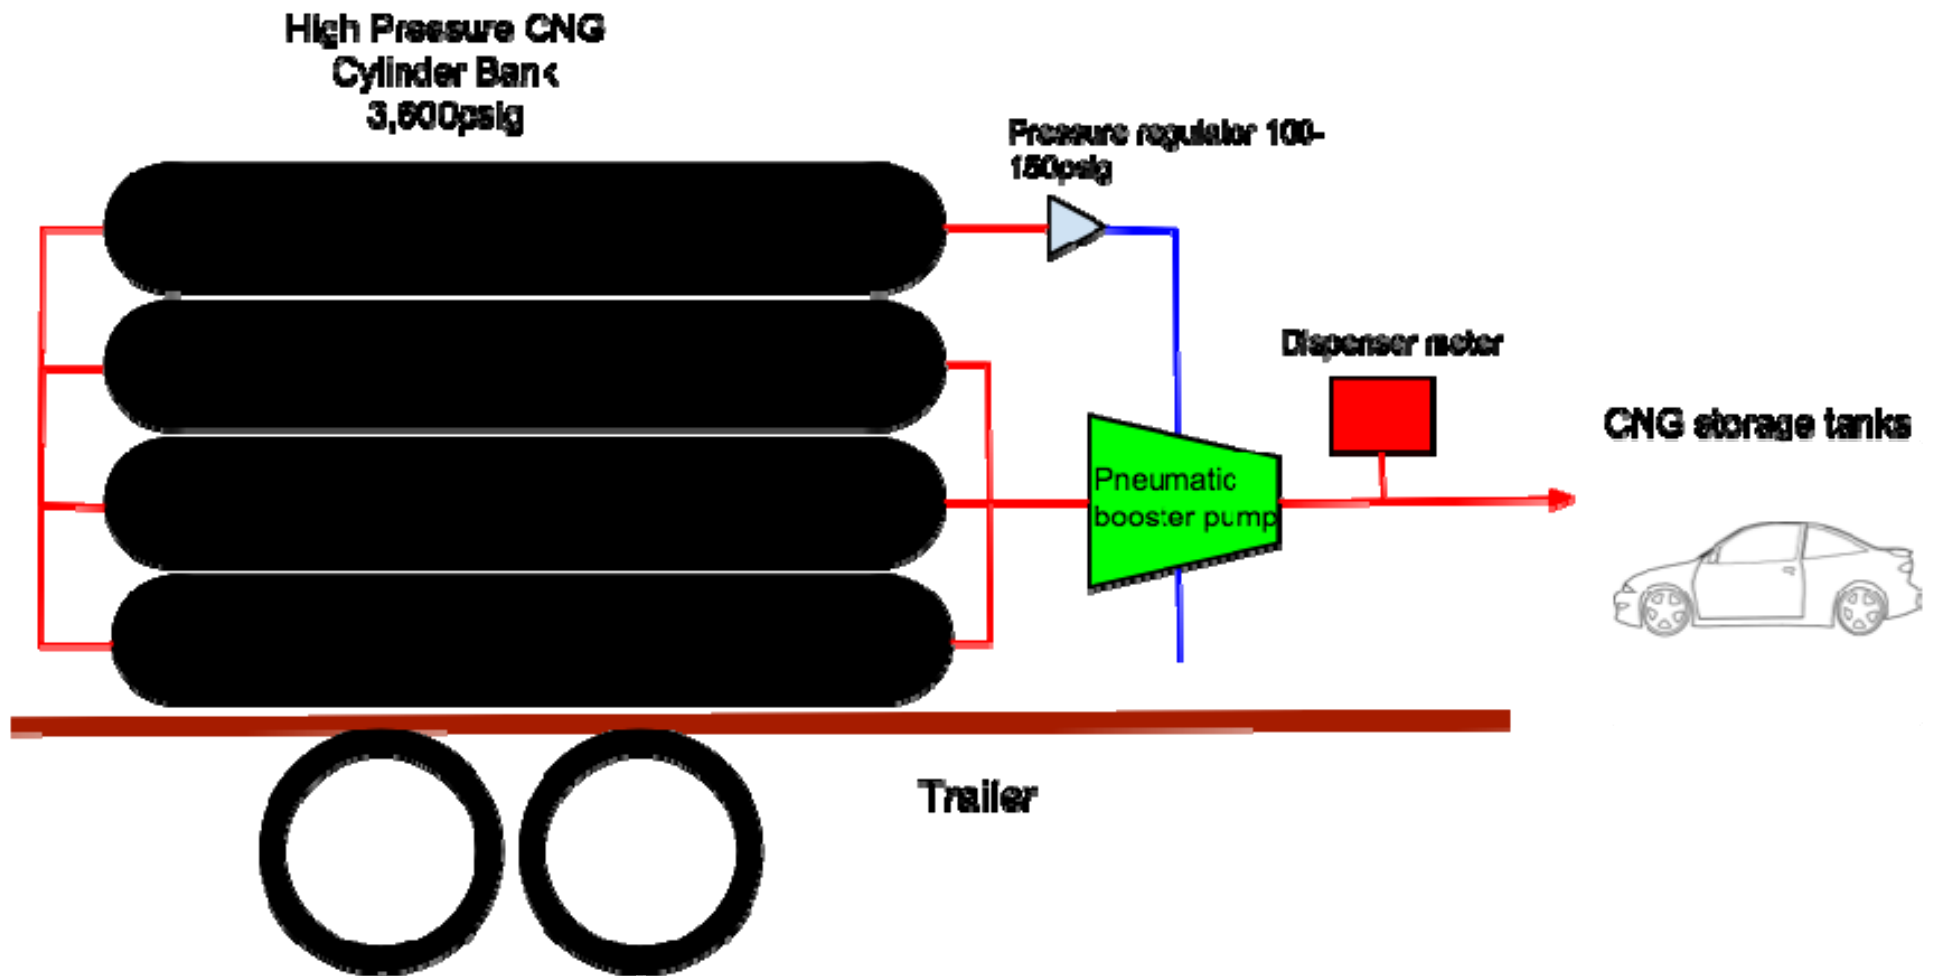 High Pressure CNG
Cylinder Bank
3,600psig
Pressure regulator 100-
150psig
Dispenser meter
CNG storage tanks
Pneumatic
booster pump
Trailer